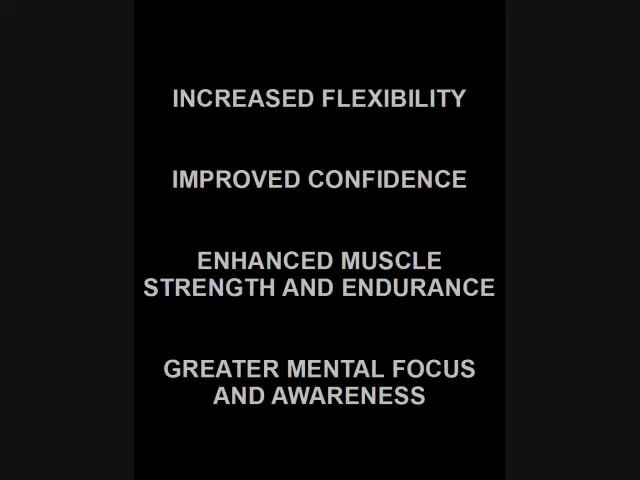 INCREASED FLEXIBILITY
IMPROVED CONFIDENCE
ENHANCED MUSCLE
STRENGTH AND ENDURANCE
GREATER MENTAL FOCUS
AND AWARENESS